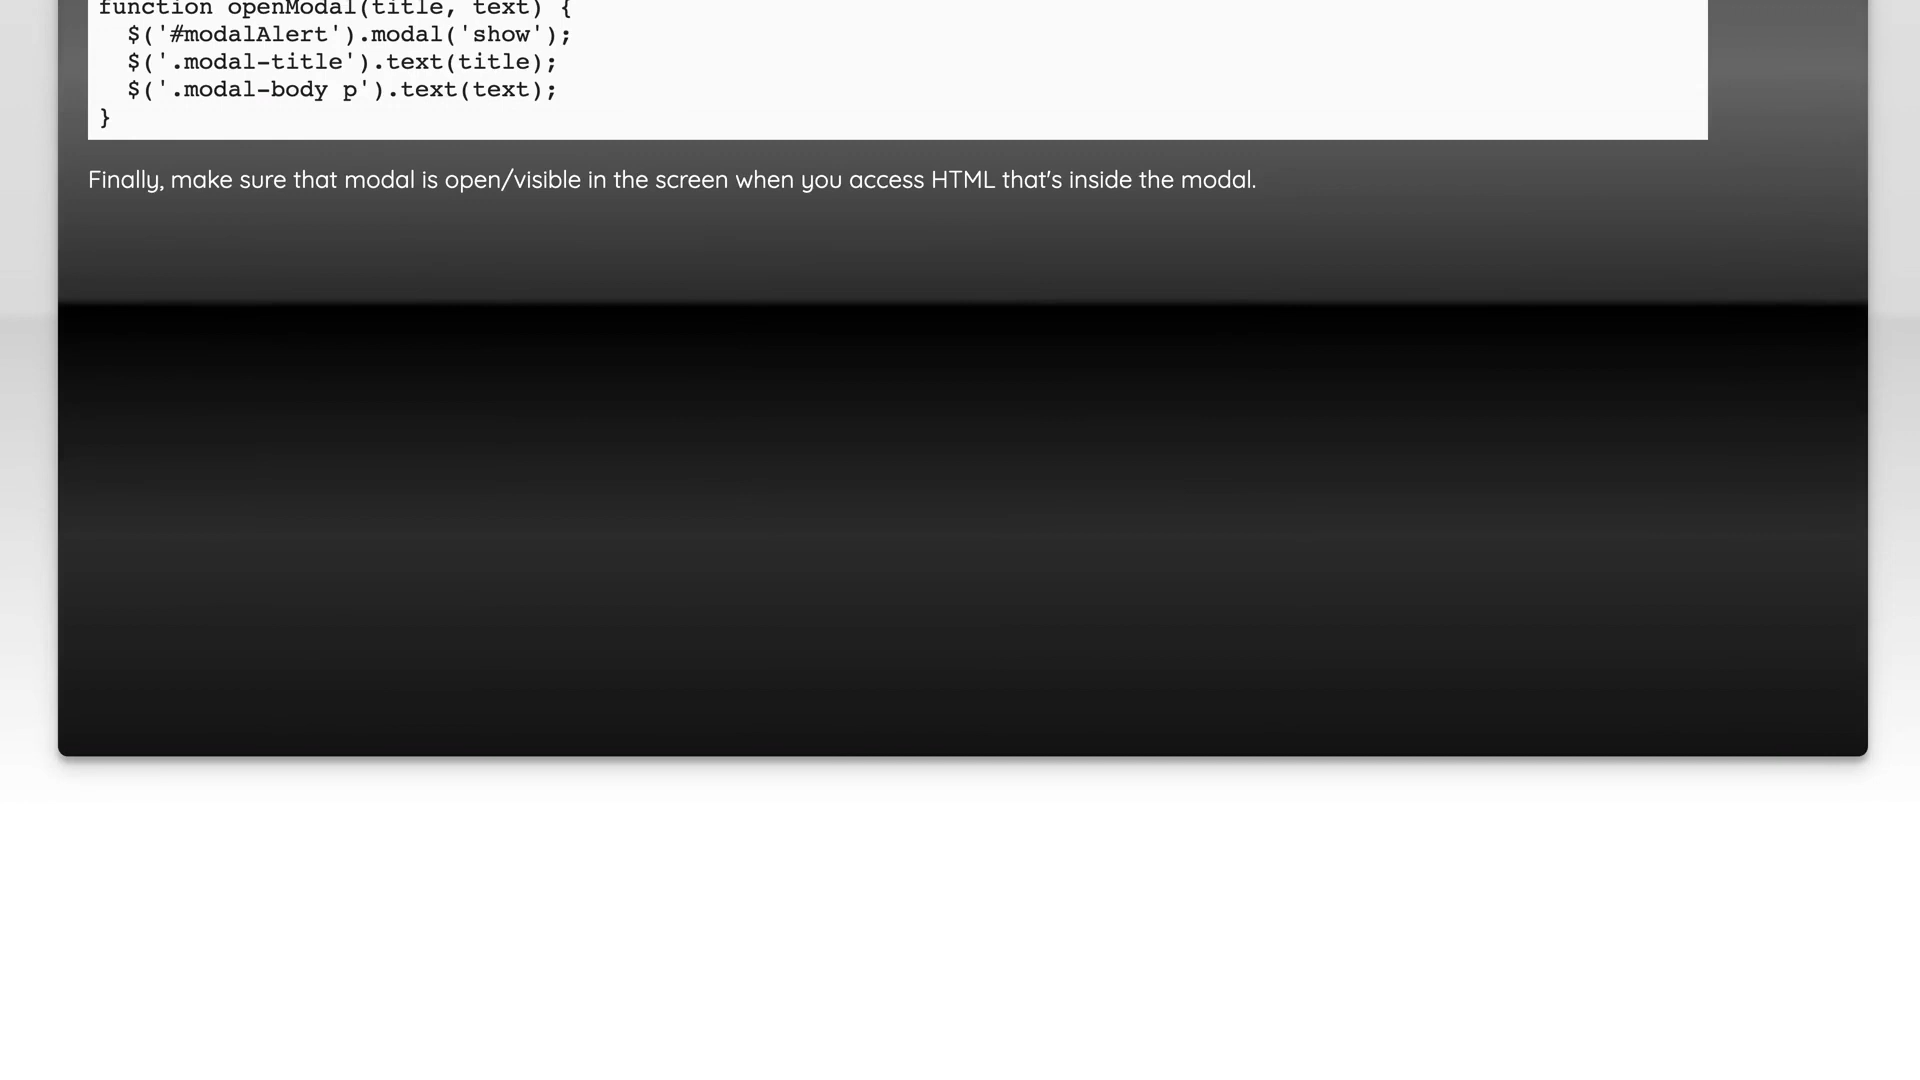 function openModal(title, text) {
  $('#modalAlert').modal('show');
  $('.modal-title').text(title);
  $('.modal-body p').text(text);
}
Finally, make sure that modal is open/visible in the screen when you access HTML that's inside the modal.